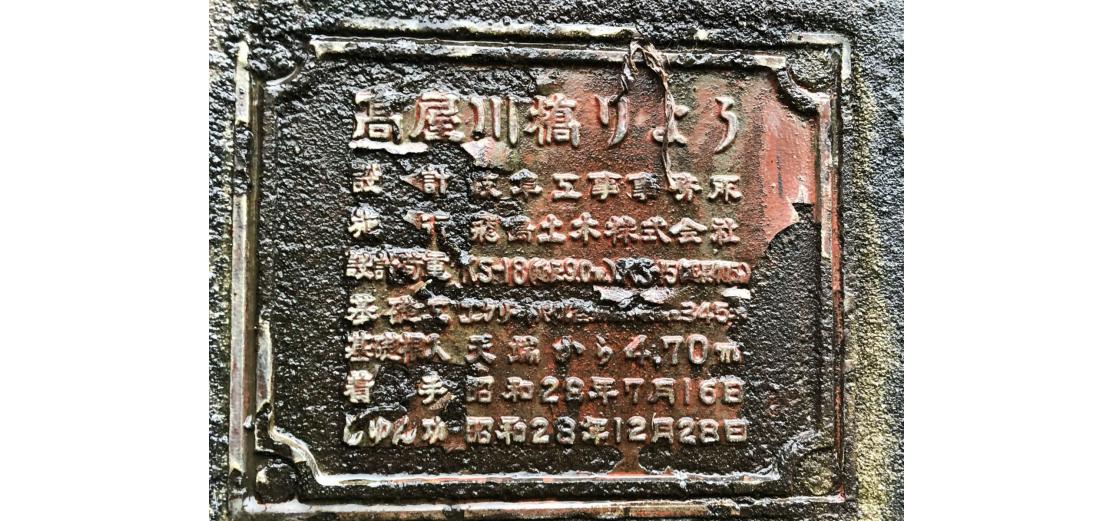 高屋川橋りょう
設計 岐阜工事事務所
施工 飛島土木株式会社
設計荷重 KS-18 KS-15
基礎
基礎根入 天端から4.70m
着手 昭和28年7月16日
しゅん功 昭和28年12月28日